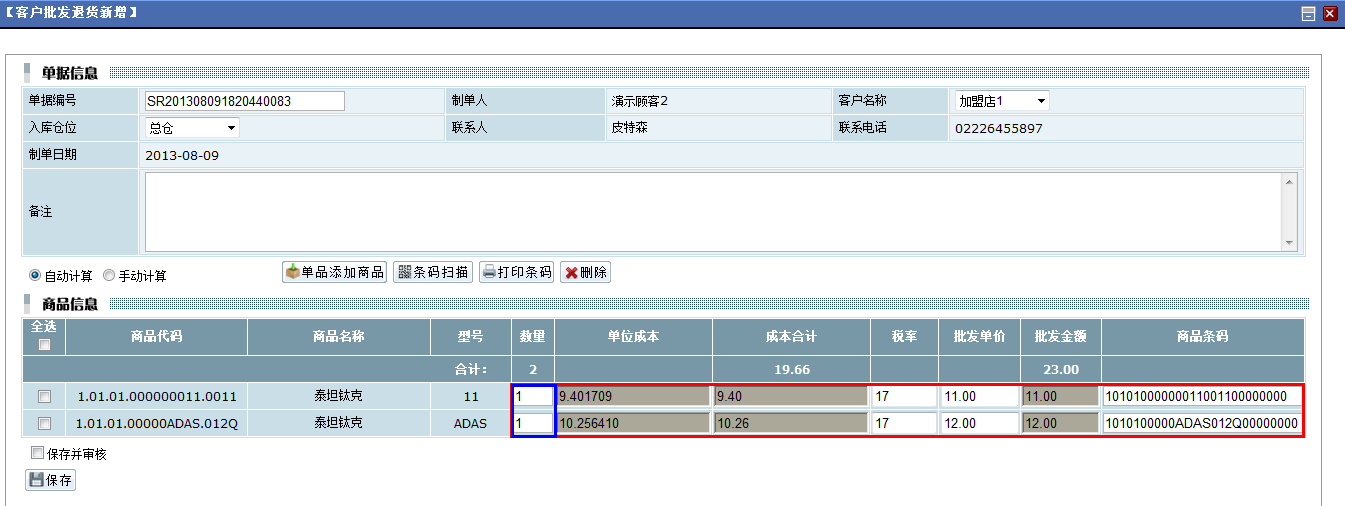 【客户批发退货新增】
单据信息
单据编号 SR201308091820440083 制单人 演示顾客2 客户名称 加盟店1
入库仓位 总仓 联系人 皮特森 联系电话 02226455897
制单日期 2013-08-09
备注
自动计算 手动计算 单品添加商品 条码扫描 打印条码 删除
商品信息
全选 商品代码 商品名称 型号 数量 单位成本 成本合计 税率 批发单价 批发金额 商品条码
合计： 2 19.66 23.00
1.01.01.000000011.0011 泰坦钛克 11 1 9.401709 9.40 17 11.00 11.00 10101000000011001100000000
1.01.01.00000ADAS.012Q 泰坦钛克 ADAS 1 10.256410 10.26 17 12.00 12.00 1010100000ADAS012Q00000000
保存并审核
保存